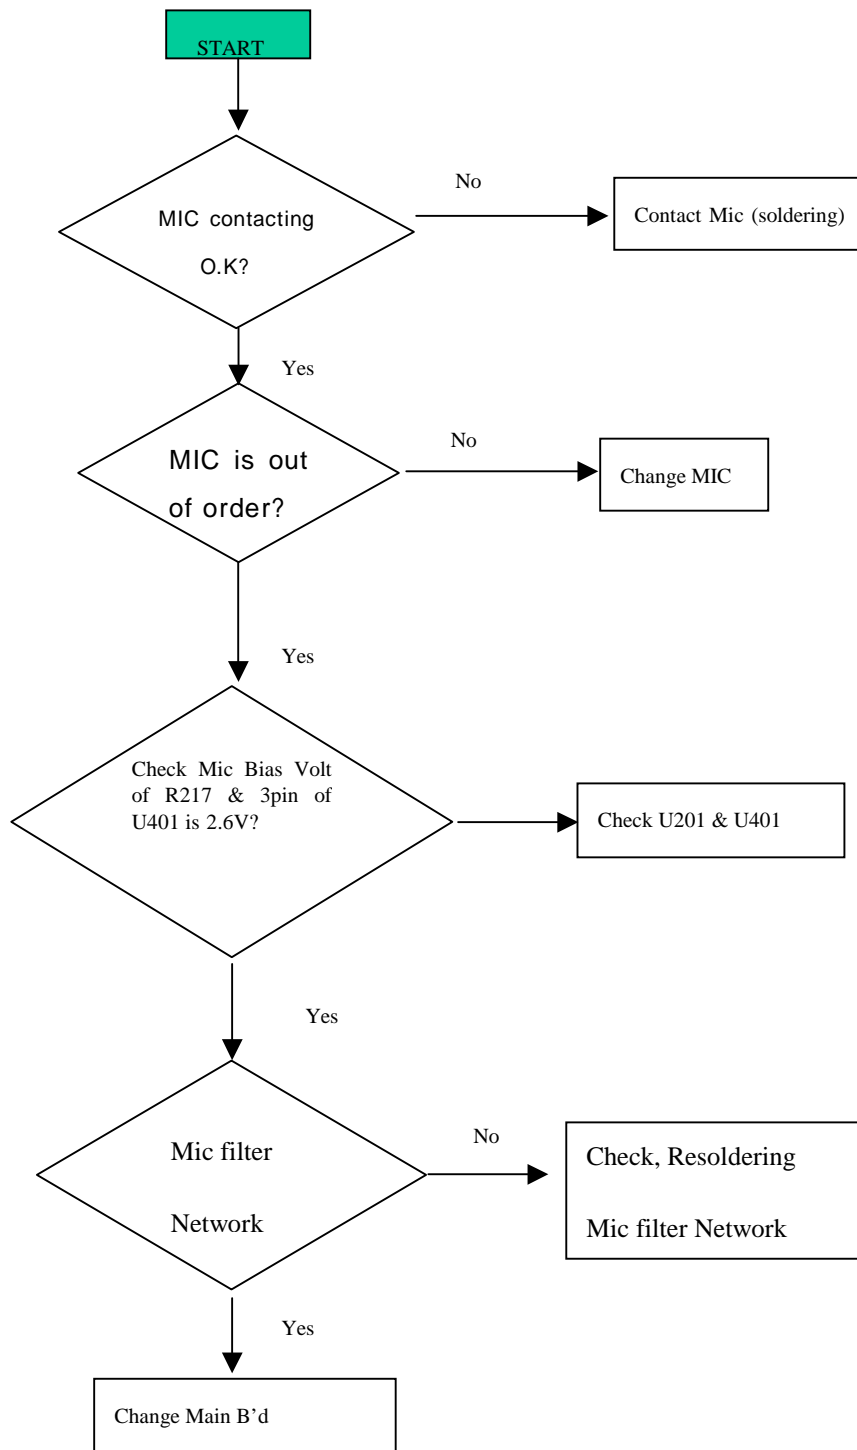 START
No
Contact Mic (soldering)
MIC contacting
O.K?
Yes
No
MIC is out
of order?
Change MIC
Yes
Check Mic Bias Volt
of R217 & 3pin of
U401 is 2.6V?
Check U201 & U401
Yes
No
Mic filter
Network
Check, Resoldering
Mic filter Network
Yes
Change Main B’d